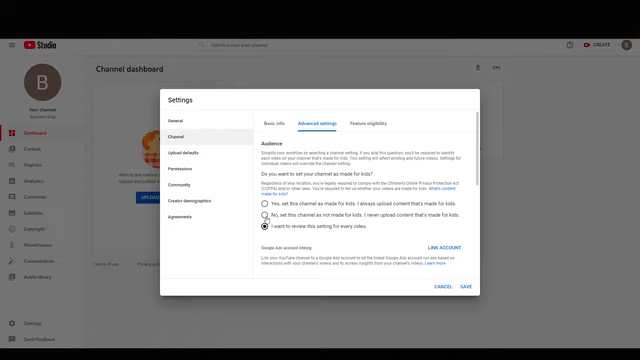 Studio
Search across your channel
CREATE
B
B
Your channel
Dashboard
Content
Playlists
Analytics
Comments
Subtitles
Copyright
Monetization
Customization
Audio library
Settings
Send feedback
Channel dashboard
UPLOAD
Terms of use
Settings
General
Channel
Upload defaults
Permissions
Community
Creator demographics
Agreements
Basic info
Advanced settings
Feature eligibility
Audience
Simplify your workflow by selecting a channel setting. If you skip this question, you'll be required to identify
each video on your channel that's made for kids. This setting will affect existing and future videos. Settings for
individual videos will override the channel setting.
Do you want to set your channel as made for kids?
Regardless of your location, you're legally required to comply with the Children's Online Privacy Protection Act
(COPPA) and/or other laws. You're required to tell us whether your videos are made for kids. What's content
made for kids?
Yes, set this channel as made for kids. I always upload content that's made for kids.
No, set this channel as not made for kids. I never upload content that's made for kids.
I want to review this setting for every video.
Google Ads account linking
LINK ACCOUNT
Link your YouTube channel to a Google Ads account to let the linked Google Ads account run ads based on
interactions with your channel's videos and to access insights from your channel's videos. Learn more
CANCEL
SAVE